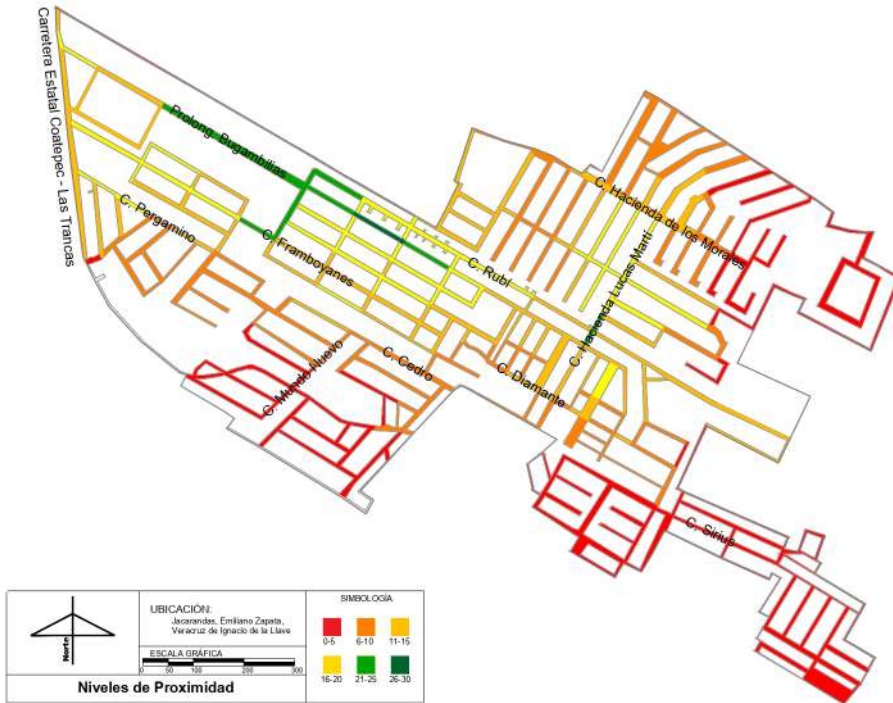 Carretera Estatal Coatepec - Las Trancas
Prolong. Bugambilias
C. Pergamino
C. Framboyanes
C. Rubí
C. Hacienda de los Morales
C. Hacienda Lucas Martí
C. Mundo Nuevo
C. Cedro
C. Diamante
C. Sirius
Norte
UBICACIÓN:
Jacarandas, Emiliano Zapata,
Veracruz de Ignacio de la Llave
ESCALA GRÁFICA
0 50 100 200 300
Niveles de Proximidad
SIMBOLOGÍA
0-5 6-10 11-15
16-20 21-25 26-30